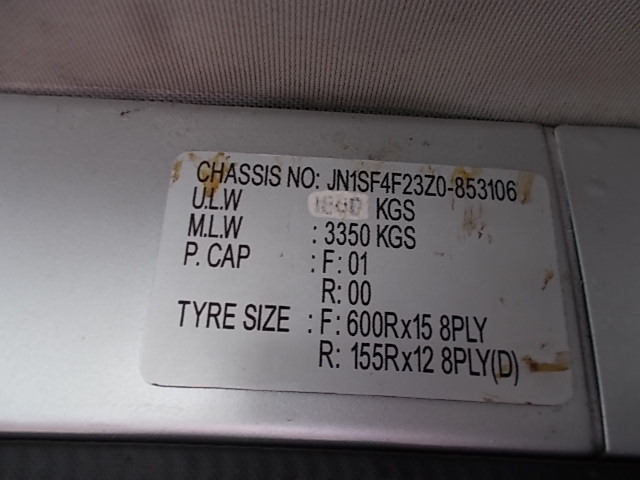 CHASSIS NO: JN1SF4F23Z0-853106
U.L.W KGS
M.L.W : 3350 KGS
P. CAP : F: 01
R: 00
TYRE SIZE : F: 600Rx15 8PLY
R: 155Rx12 8PLY(D)